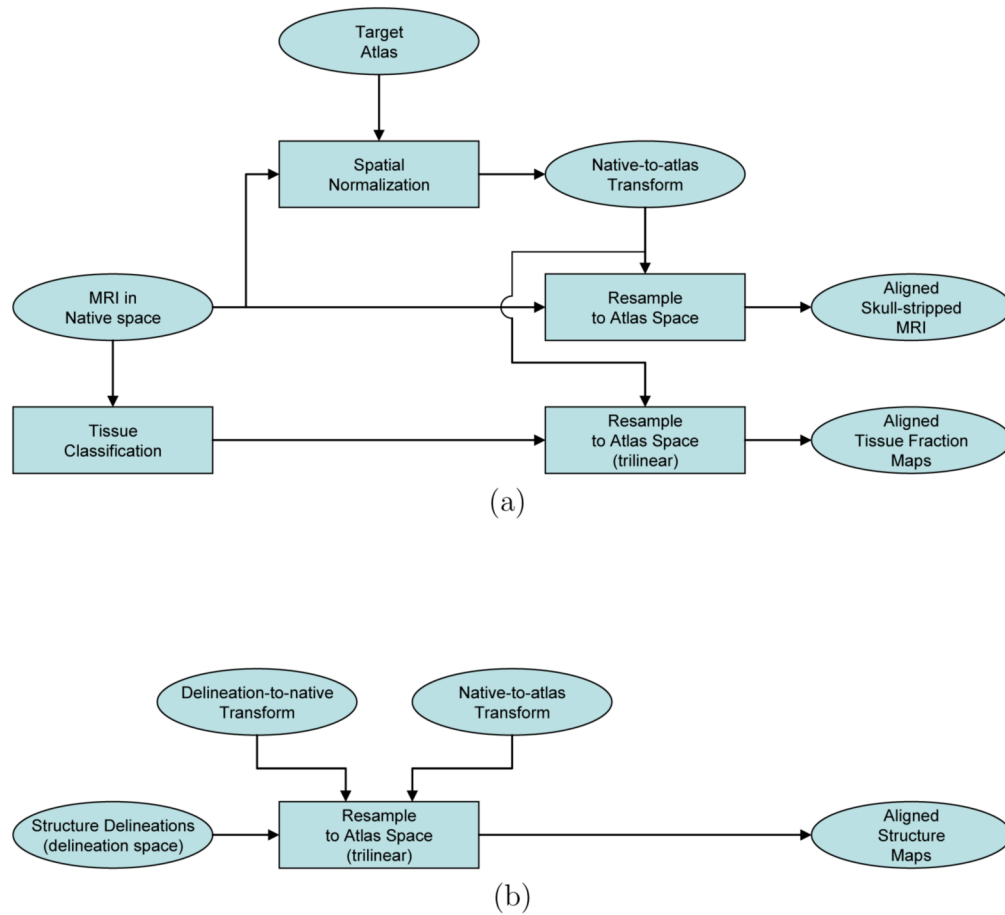 Target
Atlas
Spatial
Normalization
Native-to-atlas
Transform
MRI in
Native space
Resample
to Atlas Space
Aligned
Skull-stripped
MRI
Tissue
Classification
Resample
to Atlas Space
(trilinear)
Aligned
Tissue Fraction
Maps
(a)
Delineation-to-native
Transform
Native-to-atlas
Transform
Structure Delineations
(delineation space)
Resample
to Atlas Space
(trilinear)
Aligned
Structure
Maps
(b)